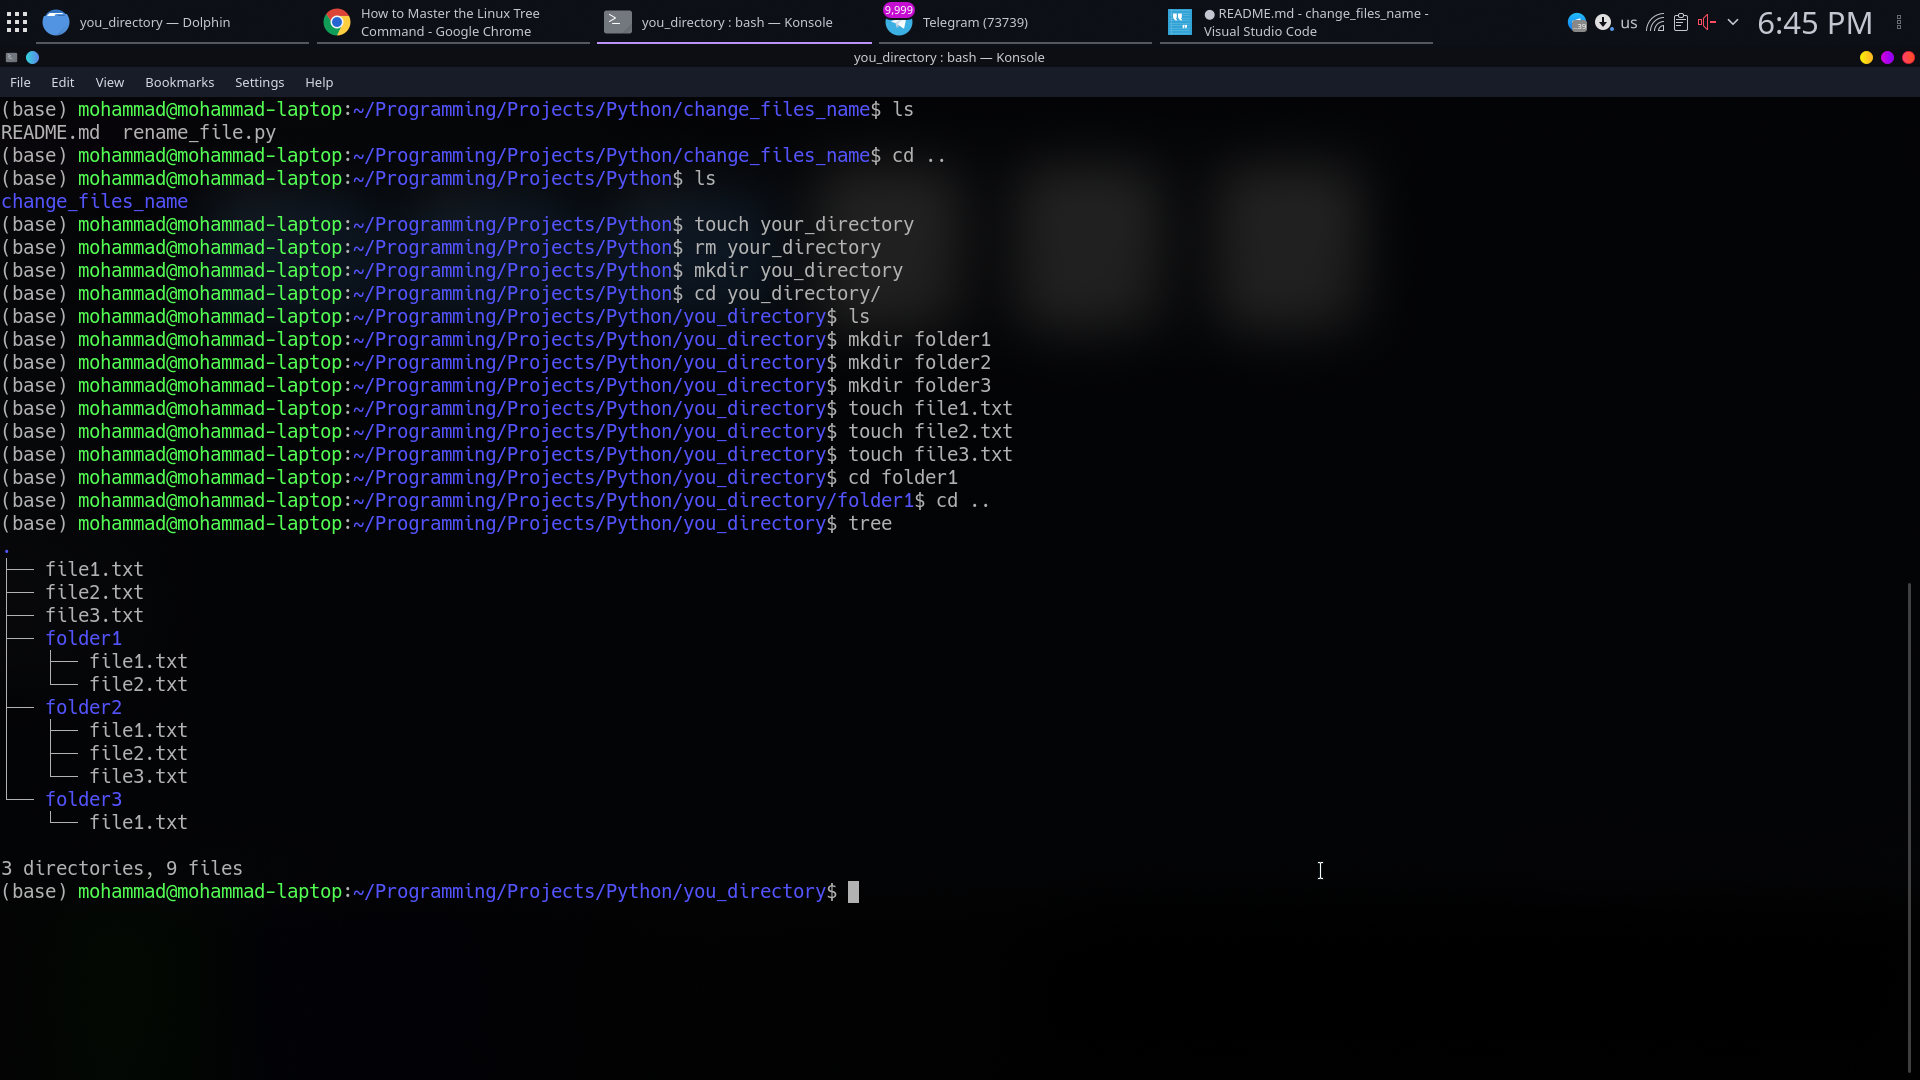 you_directory — Dolphin
How to Master the Linux Tree
Command - Google Chrome
you_directory : bash — Konsole
9,999
Telegram (73739)
● README.md - change_files_name -
Visual Studio Code
us
6:45 PM
you_directory : bash — Konsole
File Edit View Bookmarks Settings Help
(base) mohammad@mohammad-laptop:~/Programming/Projects/Python/change_files_name$ ls
README.md  rename_file.py
(base) mohammad@mohammad-laptop:~/Programming/Projects/Python/change_files_name$ cd ..
(base) mohammad@mohammad-laptop:~/Programming/Projects/Python$ ls
change_files_name
(base) mohammad@mohammad-laptop:~/Programming/Projects/Python$ touch your_directory
(base) mohammad@mohammad-laptop:~/Programming/Projects/Python$ rm your_directory
(base) mohammad@mohammad-laptop:~/Programming/Projects/Python$ mkdir you_directory
(base) mohammad@mohammad-laptop:~/Programming/Projects/Python$ cd you_directory/
(base) mohammad@mohammad-laptop:~/Programming/Projects/Python/you_directory$ ls
(base) mohammad@mohammad-laptop:~/Programming/Projects/Python/you_directory$ mkdir folder1
(base) mohammad@mohammad-laptop:~/Programming/Projects/Python/you_directory$ mkdir folder2
(base) mohammad@mohammad-laptop:~/Programming/Projects/Python/you_directory$ mkdir folder3
(base) mohammad@mohammad-laptop:~/Programming/Projects/Python/you_directory$ touch file1.txt
(base) mohammad@mohammad-laptop:~/Programming/Projects/Python/you_directory$ touch file2.txt
(base) mohammad@mohammad-laptop:~/Programming/Projects/Python/you_directory$ touch file3.txt
(base) mohammad@mohammad-laptop:~/Programming/Projects/Python/you_directory$ cd folder1
(base) mohammad@mohammad-laptop:~/Programming/Projects/Python/you_directory/folder1$ cd ..
(base) mohammad@mohammad-laptop:~/Programming/Projects/Python/you_directory$ tree
.
├── file1.txt
├── file2.txt
├── file3.txt
├── folder1
│   ├── file1.txt
│   └── file2.txt
├── folder2
│   ├── file1.txt
│   ├── file2.txt
│   └── file3.txt
└── folder3
    └── file1.txt
3 directories, 9 files
(base) mohammad@mohammad-laptop:~/Programming/Projects/Python/you_directory$